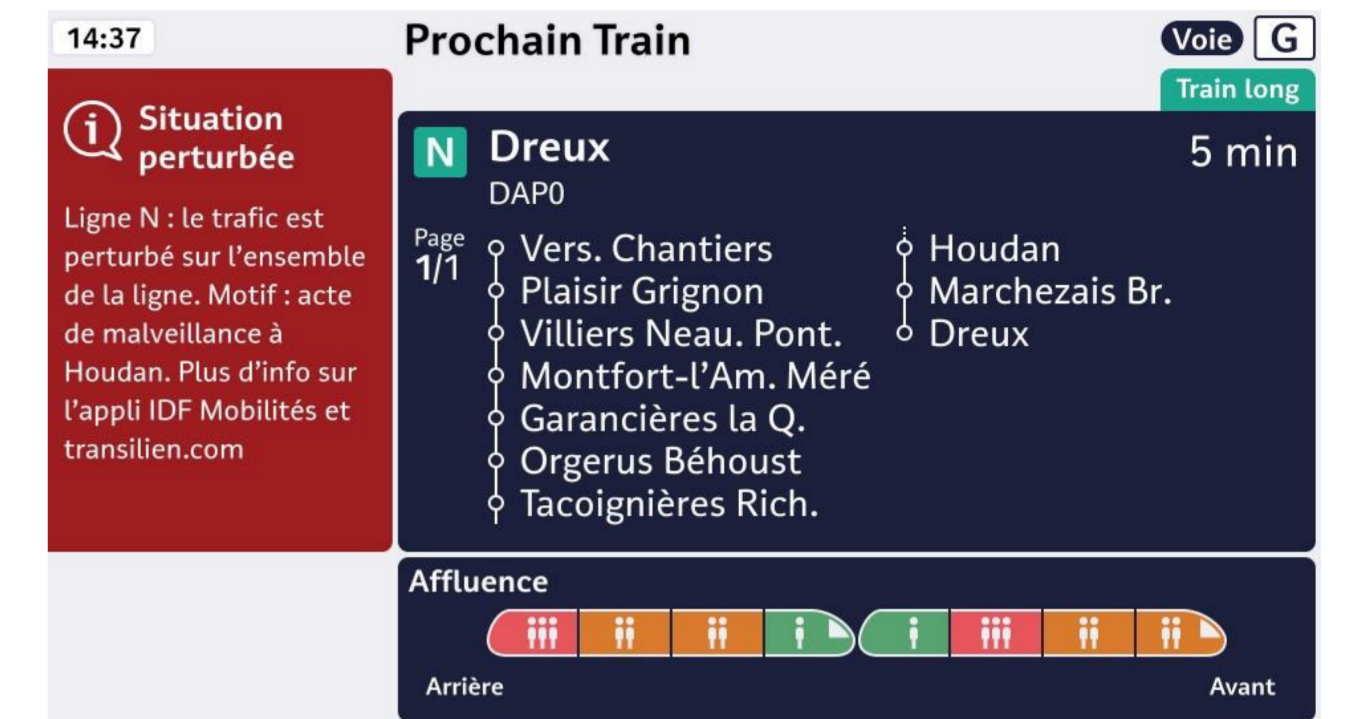 14:37
Prochain Train
Voie G
Train long
Situation
perturbée
Ligne N : le trafic est
perturbé sur l’ensemble
de la ligne. Motif : acte
de malveillance à
Houdan. Plus d’info sur
l’appli IDF Mobilités et
transilien.com
N Dreux
5 min
DAP0
Page
1/1
Vers. Chantiers
Plaisir Grignon
Villiers Neau. Pont.
Montfort-l’Am. Méré
Garancières la Q.
Orgerus Béhoust
Tacoignières Rich.
Houdan
Marchezais Br.
Dreux
Affluence
Arrière
Avant